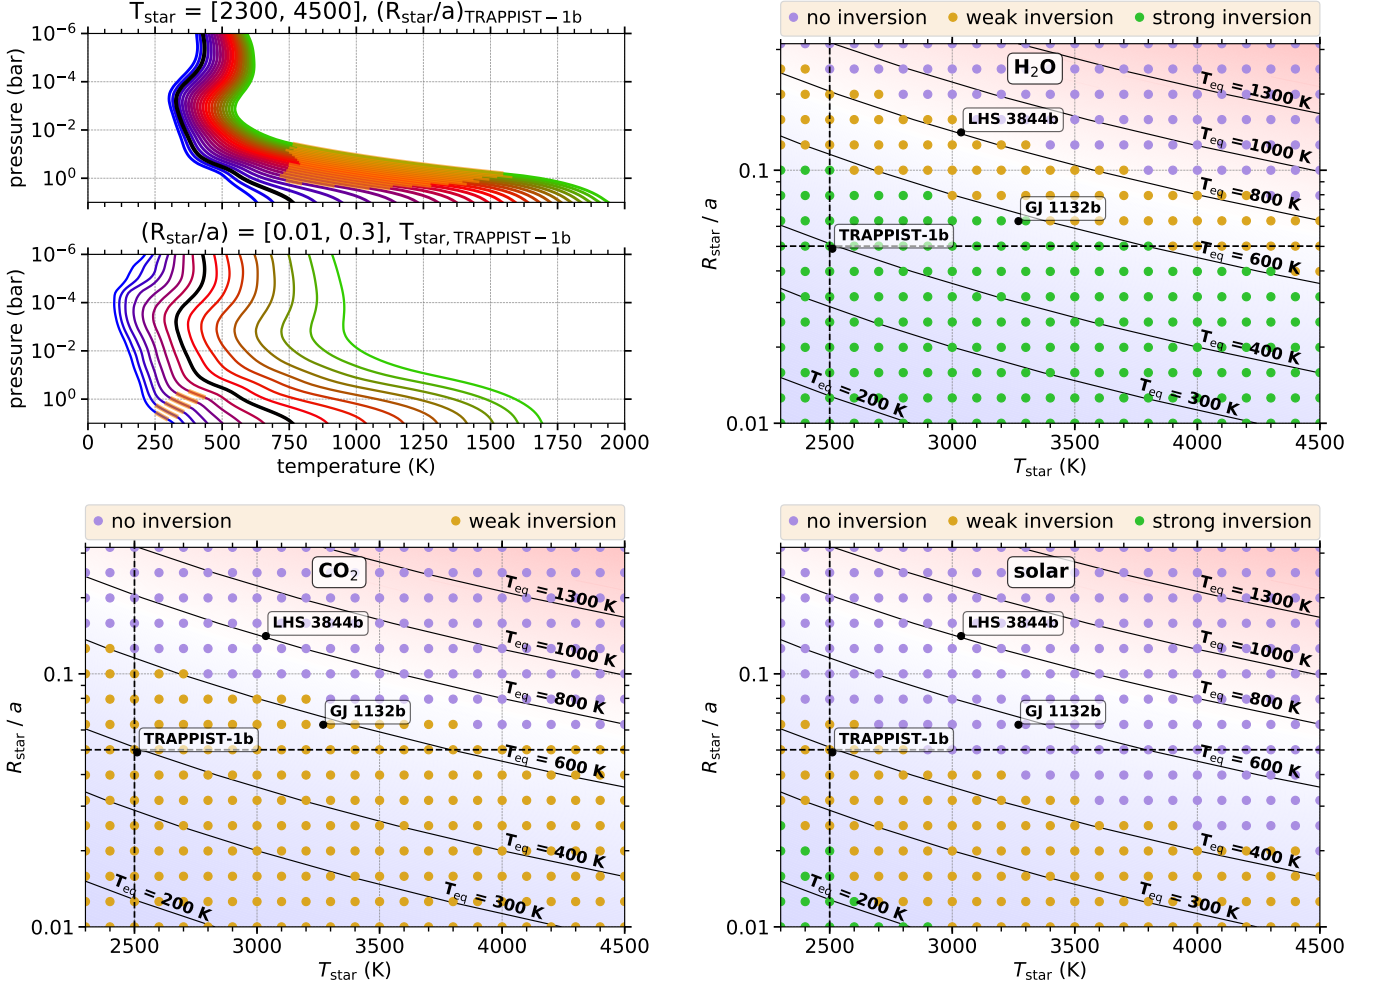 T_star = [2300, 4500], (R_star/a)_TRAPPIST−1b
10^−6
10^−4
10^−2
10^0
pressure (bar)
(R_star/a) = [0.01, 0.3], T_star, TRAPPIST−1b
10^−6
10^−4
10^−2
10^0
pressure (bar)
0 250 500 750 1000 1250 1500 1750 2000
temperature (K)
no inversion weak inversion strong inversion
H₂O
T_eq = 1300 K
LHS 3844b
T_eq = 1000 K
T_eq = 800 K
GJ 1132b
TRAPPIST-1b
T_eq = 600 K
T_eq = 400 K
T_eq = 200 K
T_eq = 300 K
0.1
0.01
R_star / a
2500 3000 3500 4000 4500
T_star (K)
no inversion weak inversion
CO₂
T_eq = 1300 K
LHS 3844b
T_eq = 1000 K
T_eq = 800 K
GJ 1132b
TRAPPIST-1b
T_eq = 600 K
T_eq = 400 K
T_eq = 200 K
T_eq = 300 K
0.1
0.01
R_star / a
2500 3000 3500 4000 4500
T_star (K)
no inversion weak inversion strong inversion
solar
T_eq = 1300 K
LHS 3844b
T_eq = 1000 K
T_eq = 800 K
GJ 1132b
TRAPPIST-1b
T_eq = 600 K
T_eq = 400 K
T_eq = 200 K
T_eq = 300 K
0.1
0.01
R_star / a
2500 3000 3500 4000 4500
T_star (K)